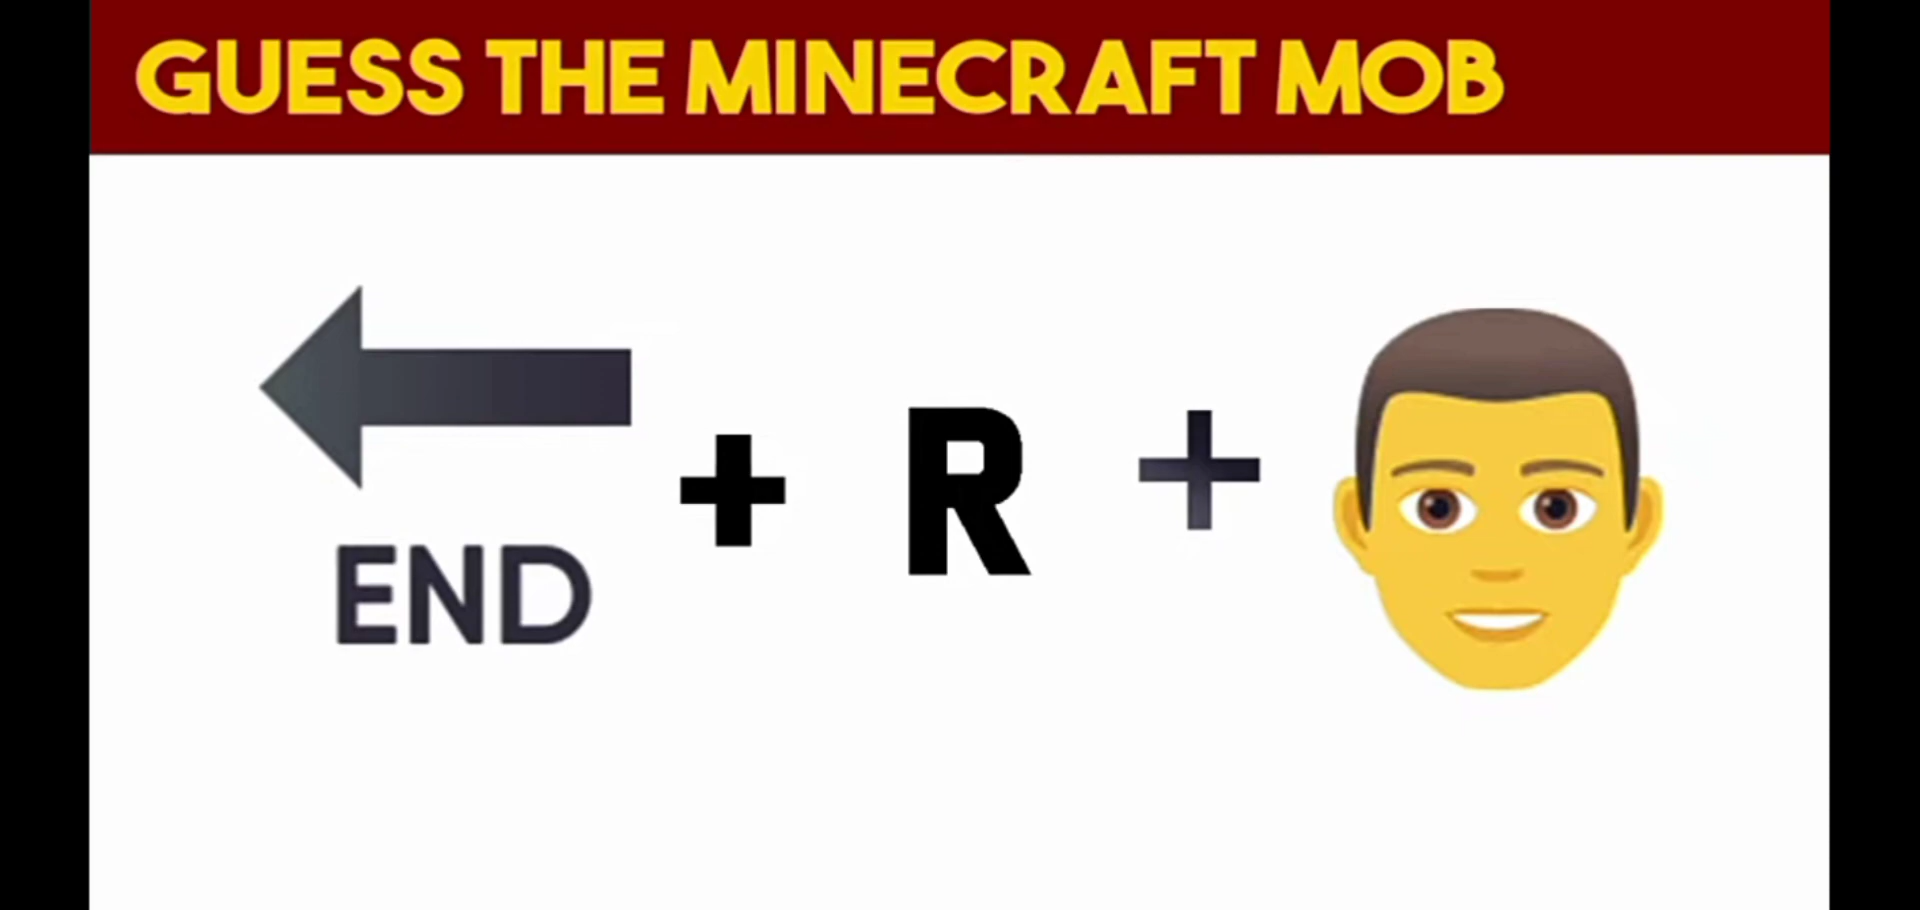 GUESS THE MINECRAFT MOB
END
+ R +